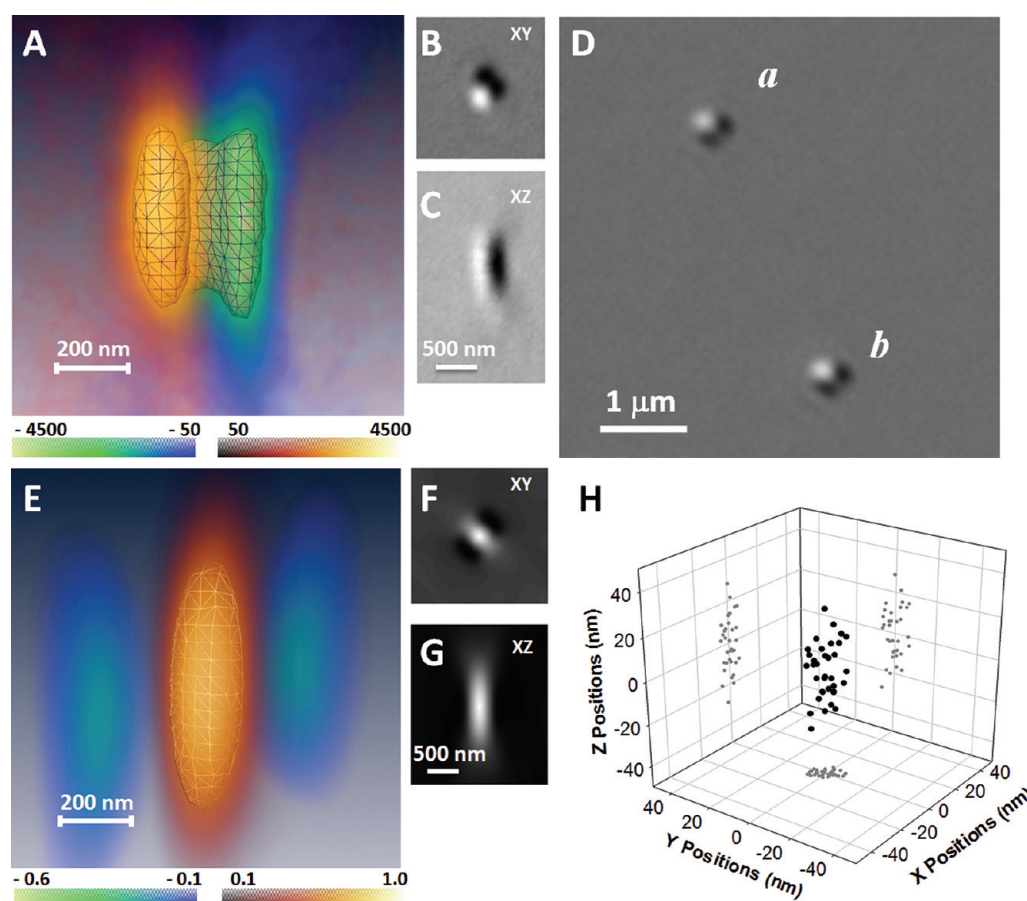 A
200 nm
- 4500
- 50
50
4500
B
XY
C
XZ
500 nm
D
a
b
1 μm
E
200 nm
- 0.6
- 0.1
0.1
1.0
F
XY
G
XZ
500 nm
H
Z Positions (nm)
40
20
0
-20
-40
40
20
0
-20
-40
Y Positions (nm)
-40
-20
0
20
40
X Positions (nm)